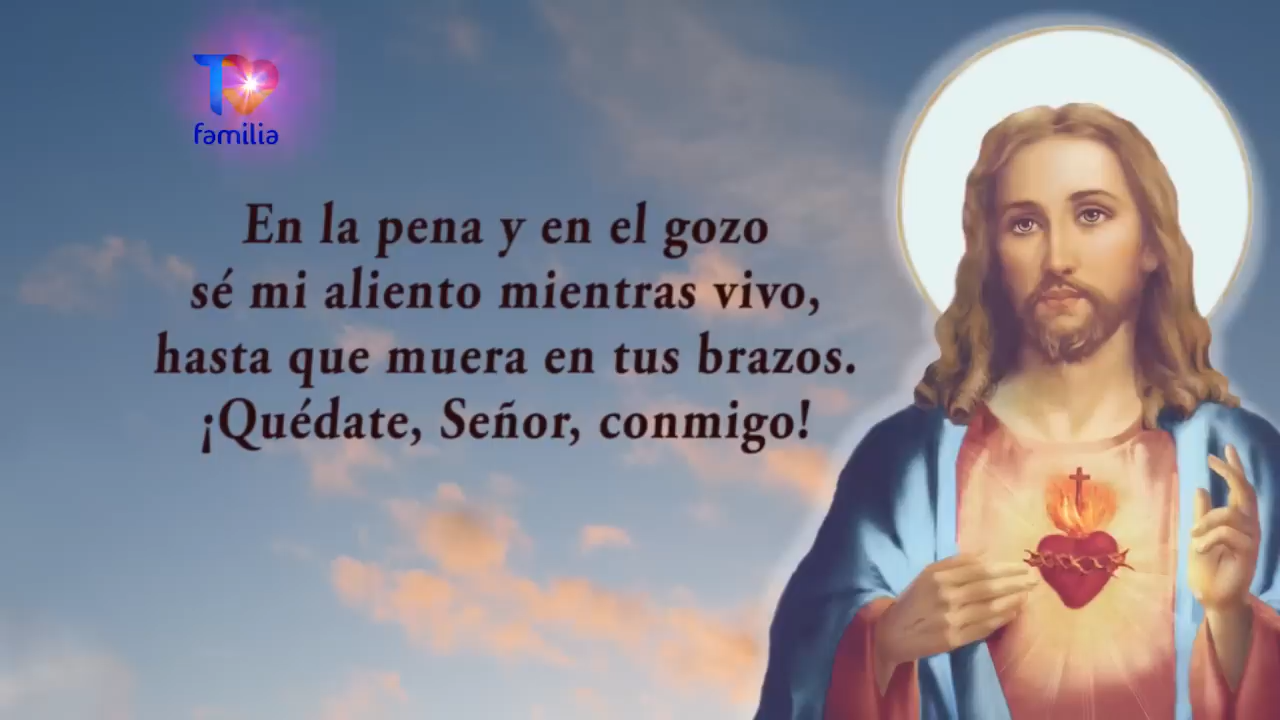 familia
En la pena y en el gozo
sé mi aliento mientras vivo,
hasta que muera en tus brazos.
¡Quédate, Señor, conmigo!